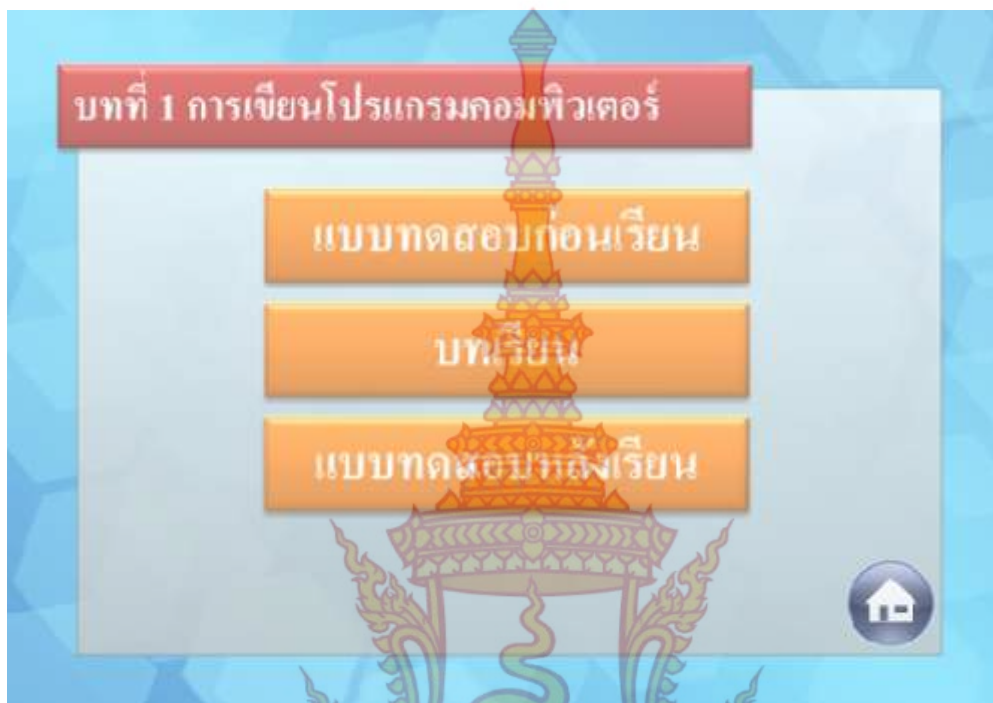 บทที่ 1 การเขียนโปรแกรมคอมพิวเตอร์
แบบทดสอบก่อนเรียน
บทเรียน
แบบทดสอบหลังเรียน